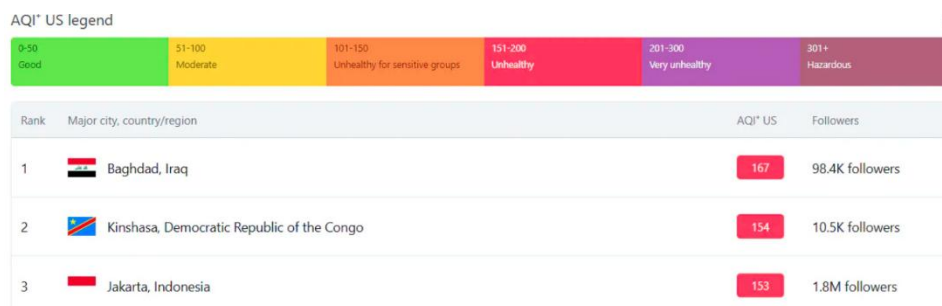 AQI⁺ US legend
0-50 51-100 101-150 151-200 201-300 301+
Good Moderate Unhealthy for sensitive groups Unhealthy Very unhealthy Hazardous
Rank Major city, country/region AQI⁺ US Followers
1 Baghdad, Iraq 167 98.4K followers
2 Kinshasa, Democratic Republic of the Congo 154 10.5K followers
3 Jakarta, Indonesia 153 1.8M followers